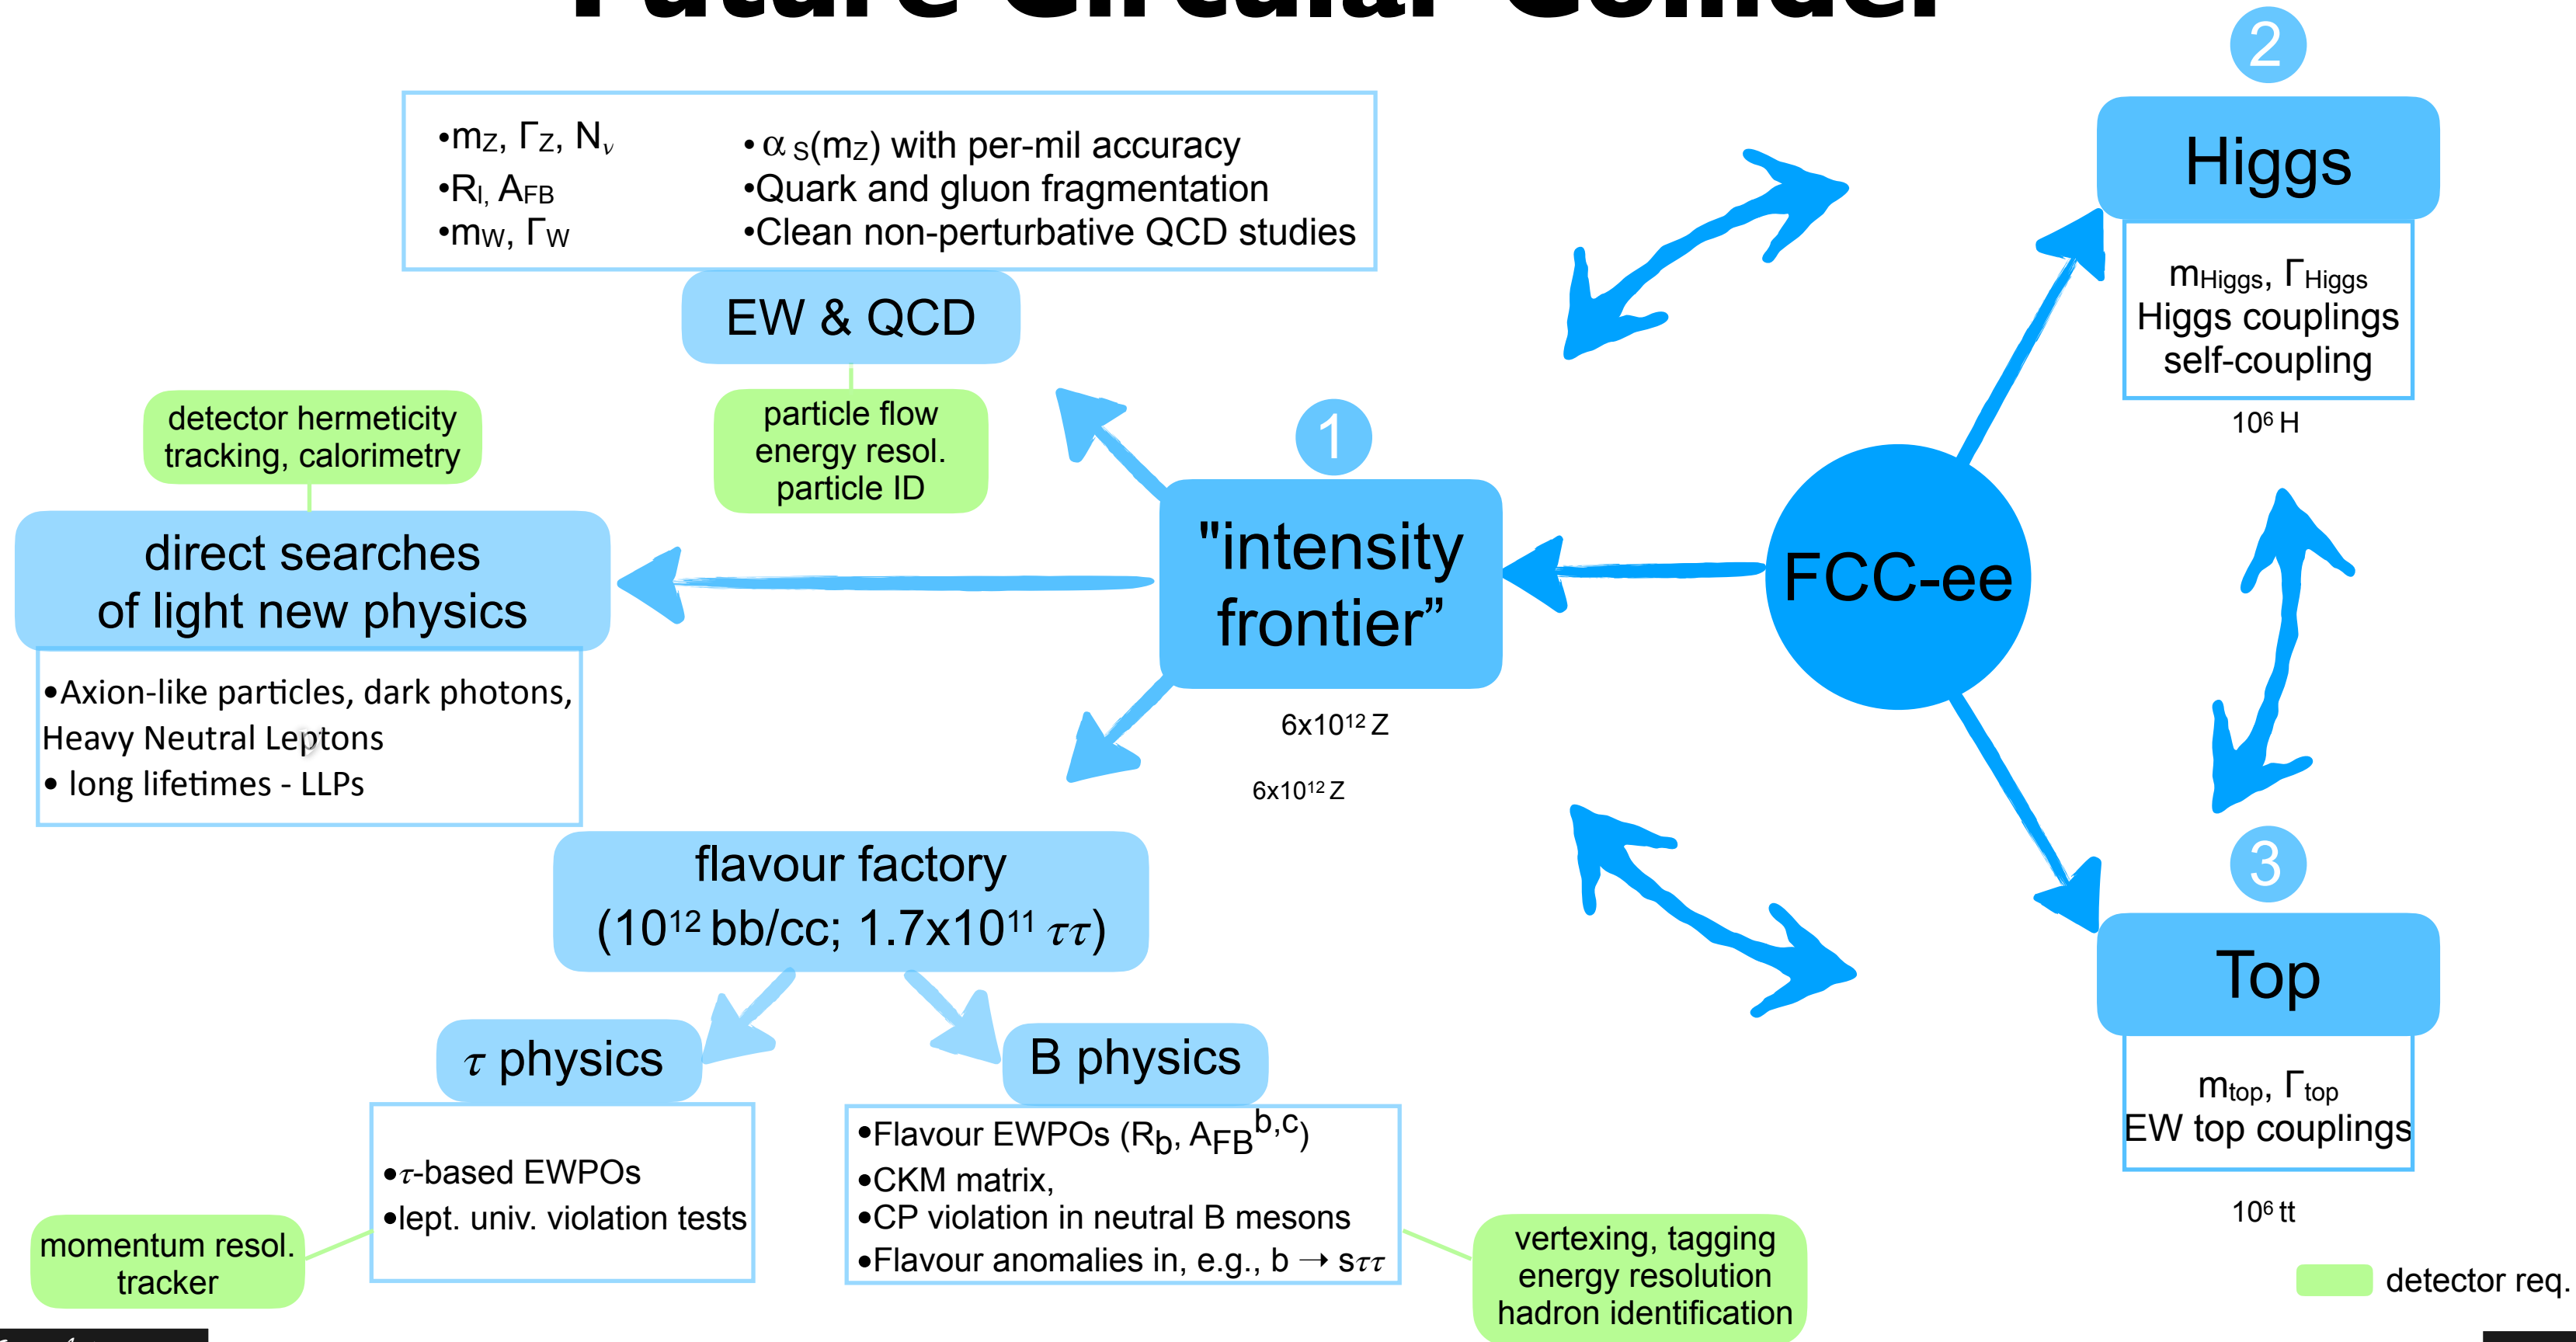 Future Circular Collider
2
•mZ, ΓZ, Nν
•Rl, AFB
•mW, ΓW
• αS(mZ) with per-mil accuracy
•Quark and gluon fragmentation
•Clean non-perturbative QCD studies
Higgs
mHiggs, ΓHiggs
Higgs couplings
self-coupling
10⁶ H
EW & QCD
particle flow
energy resol.
particle ID
detector hermeticity
tracking, calorimetry
direct searches
of light new physics
•Axion-like particles, dark photons,
Heavy Neutral Leptons
• long lifetimes - LLPs
1
"intensity
frontier”
6x10¹² Z
6x10¹² Z
FCC-ee
flavour factory
(10¹² bb/cc; 1.7x10¹¹ ττ)
τ physics
•τ-based EWPOs
•lept. univ. violation tests
momentum resol.
tracker
B physics
•Flavour EWPOs (Rb, AFBb,c)
•CKM matrix,
•CP violation in neutral B mesons
•Flavour anomalies in, e.g., b → sττ
vertexing, tagging
energy resolution
hadron identification
3
Top
mtop, Γtop
EW top couplings
10⁶ tt
detector req.